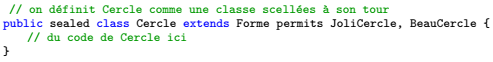 // on définit Cercle comme une classe scellées à son tour
public sealed class Cercle extends Forme permits JoliCercle, BeauCercle {
// du code de Cercle ici
}